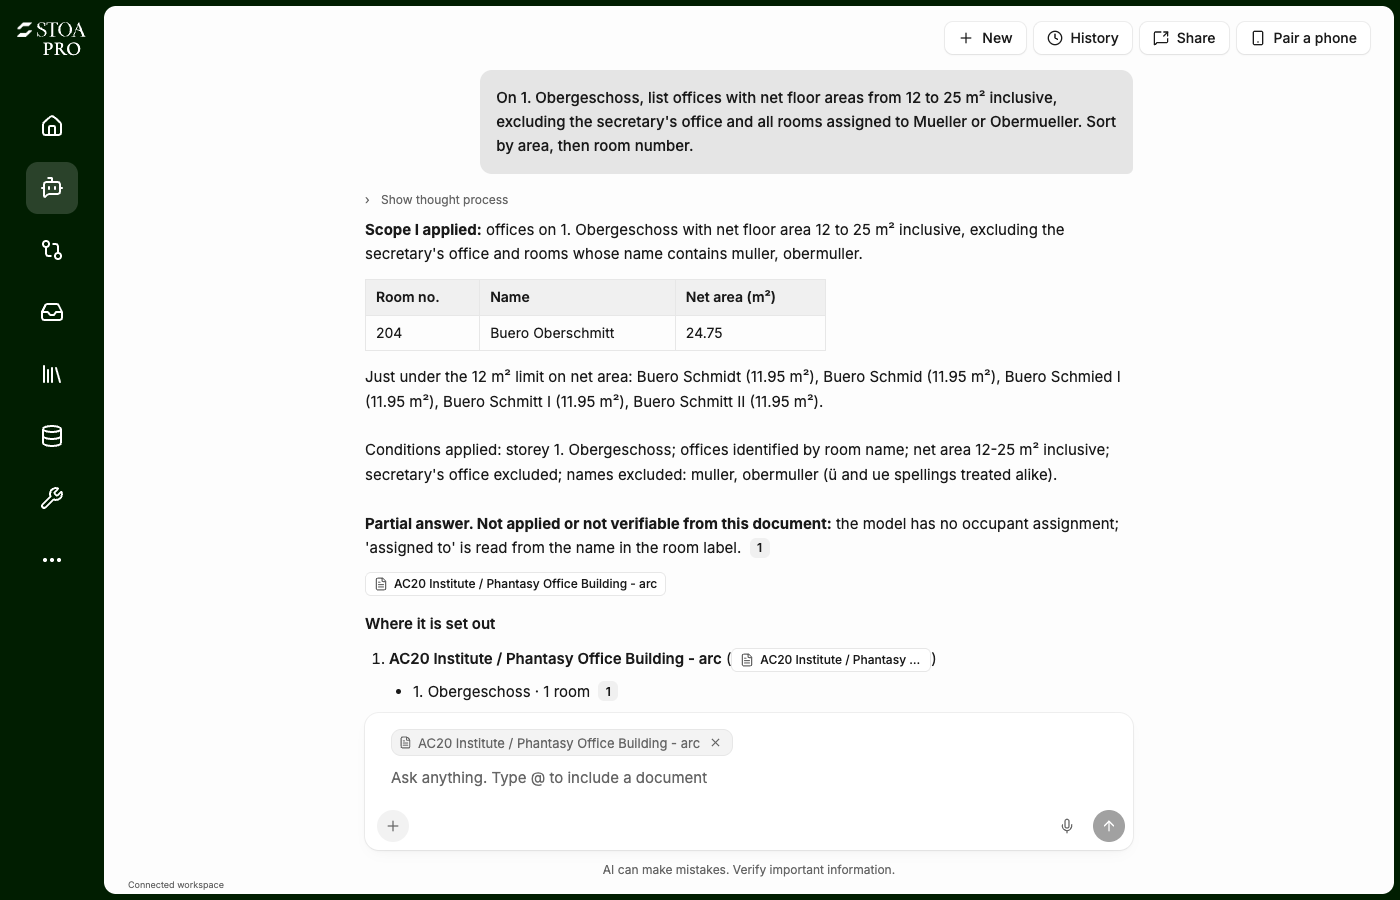 STOA
PRO
New
History
Share
Pair a phone
On 1. Obergeschoss, list offices with net floor areas from 12 to 25 m² inclusive,
excluding the secretary's office and all rooms assigned to Mueller or Obermueller. Sort
by area, then room number.
Show thought process
Scope I applied: offices on 1. Obergeschoss with net floor area 12 to 25 m² inclusive, excluding the
secretary's office and rooms whose name contains muller, obermuller.
Room no. Name Net area (m²)
204 Buero Oberschmitt 24.75
Just under the 12 m² limit on net area: Buero Schmidt (11.95 m²), Buero Schmid (11.95 m²), Buero Schmied I
(11.95 m²), Buero Schmitt I (11.95 m²), Buero Schmitt II (11.95 m²).
Conditions applied: storey 1. Obergeschoss; offices identified by room name; net area 12-25 m² inclusive;
secretary's office excluded; names excluded: muller, obermuller (ü and ue spellings treated alike).
Partial answer. Not applied or not verifiable from this document: the model has no occupant assignment;
'assigned to' is read from the name in the room label. 1
AC20 Institute / Phantasy Office Building - arc
Where it is set out
1. AC20 Institute / Phantasy Office Building - arc (AC20 Institute / Phantasy ...)
• 1. Obergeschoss · 1 room 1
AC20 Institute / Phantasy Office Building - arc
Ask anything. Type @ to include a document
AI can make mistakes. Verify important information.
Connected workspace